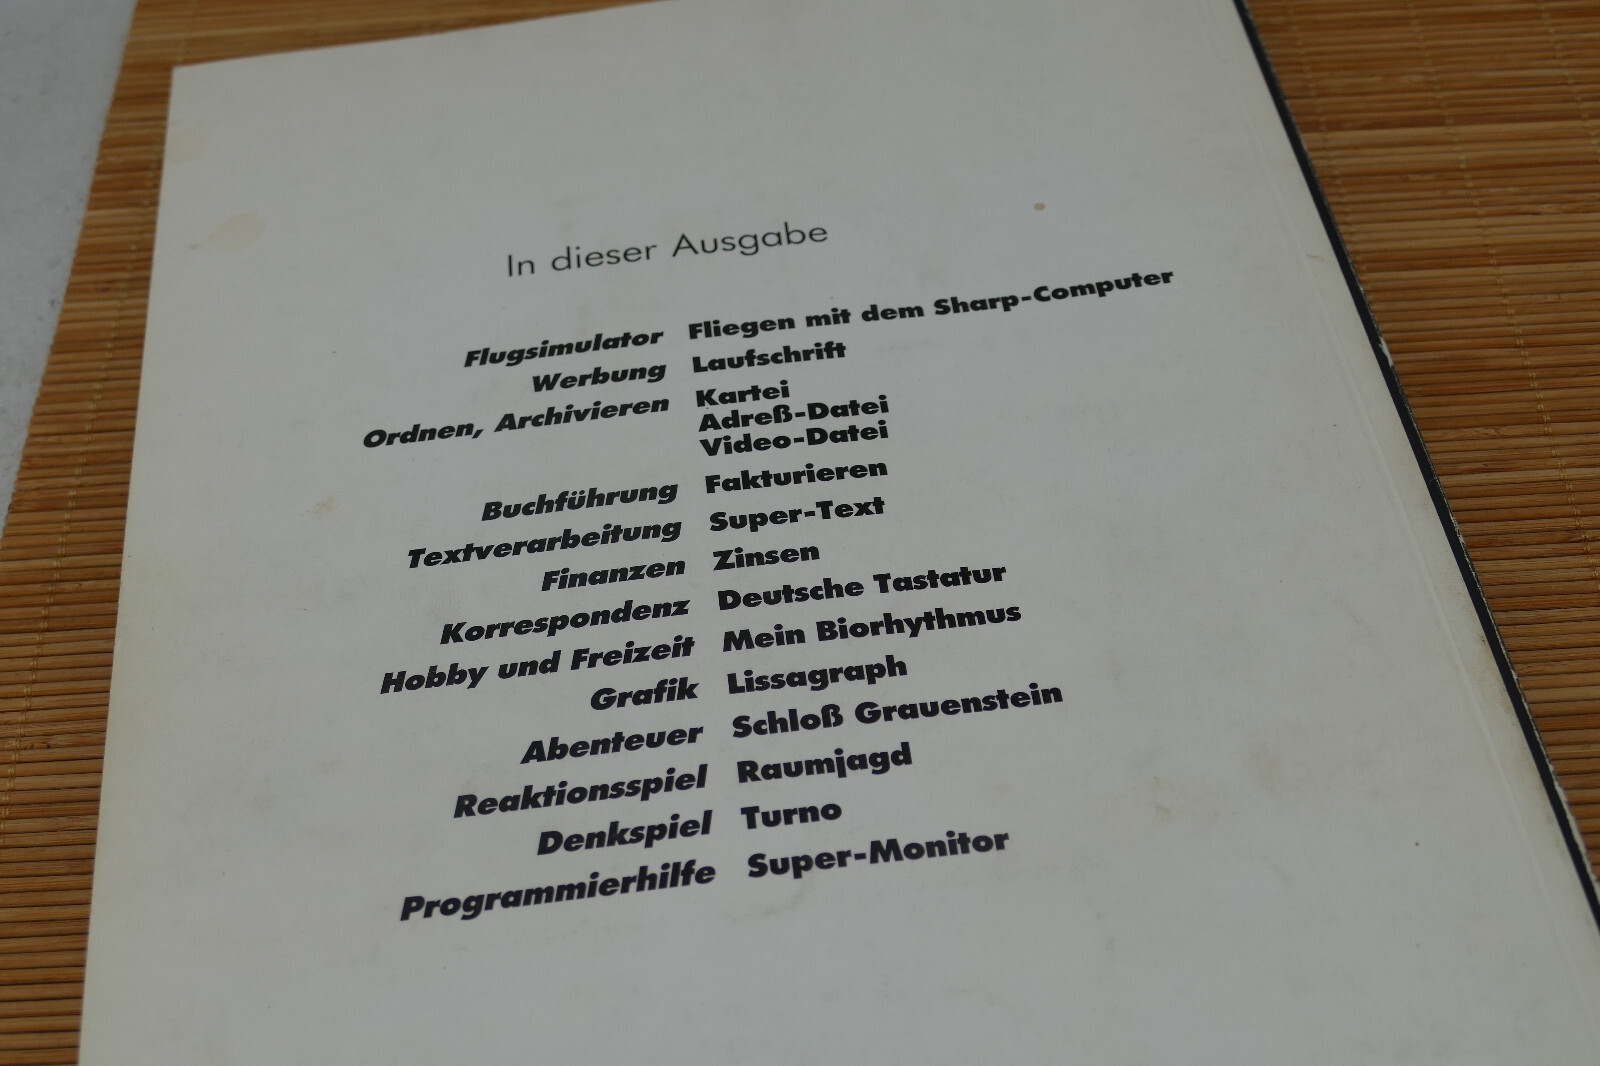 In dieser Ausgabe
Flugsimulator Fliegen mit dem Sharp-Computer
Werbung Laufschrift
Ordnen, Archivieren Kartei
Adreß-Datei
Video-Datei
Buchführung Fakturieren
Textverarbeitung Super-Text
Finanzen Zinsen
Korrespondenz Deutsche Tastatur
Hobby und Freizeit Mein Biorhythmus
Grafik Lissagraph
Abenteuer Schloß Grauenstein
Reaktionsspiel Raumjagd
Denkspiel Turno
Programmierhilfe Super-Monitor